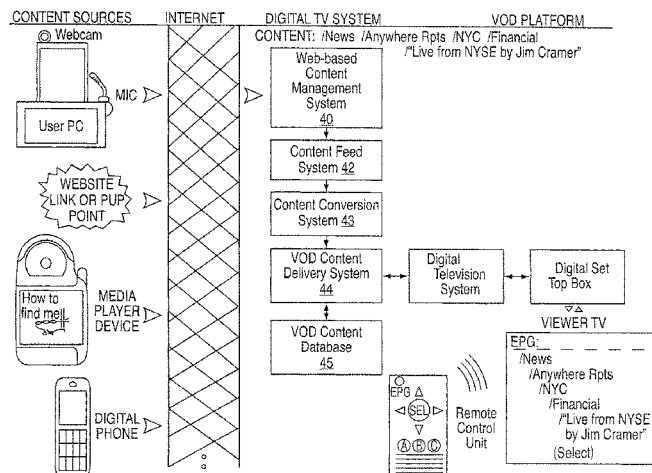 CONTENT SOURCES
INTERNET
DIGITAL TV SYSTEM
VOD PLATFORM
Webcam
MIC
User PC
CONTENT: /News /Anywhere Rpts /NYC /Financial
/"Live from NYSE by Jim Cramer"
Web-based
Content
Management
System
40
Content Feed
System 42
Content Conversion
System 43
VOD Content
Delivery System
44
VOD Content
Database
45
Digital
Television
System
Digital Set
Top Box
VIEWER TV
WEBSITE
LINK OR PUP
POINT
How to
find me
MEDIA
PLAYER
DEVICE
DIGITAL
PHONE
EPG
SEL
A B C
Remote
Control
Unit
EPG:
/News
/Anywhere Rpts
/NYC
/Financial
/"Live from NYSE
by Jim Cramer"
(Select)